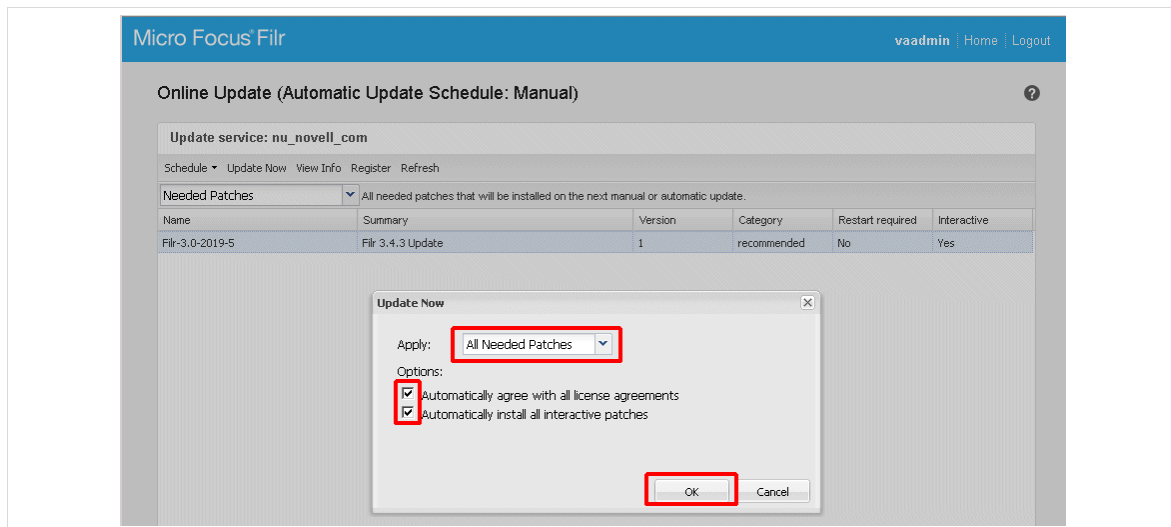 Micro Focus® Filr
vaadmin Home Logout
Online Update (Automatic Update Schedule: Manual)
?
Update service: nu_novell_com
Schedule Update Now View Info Register Refresh
Needed Patches All needed patches that will be installed on the next manual or automatic update.
Name Summary Version Category Restart required Interactive
Filr-3.0-2019-5 Filr 3.4.3 Update 1 recommended No Yes
Update Now
Apply: All Needed Patches
Options:
Automatically agree with all license agreements
Automatically install all interactive patches
OK Cancel